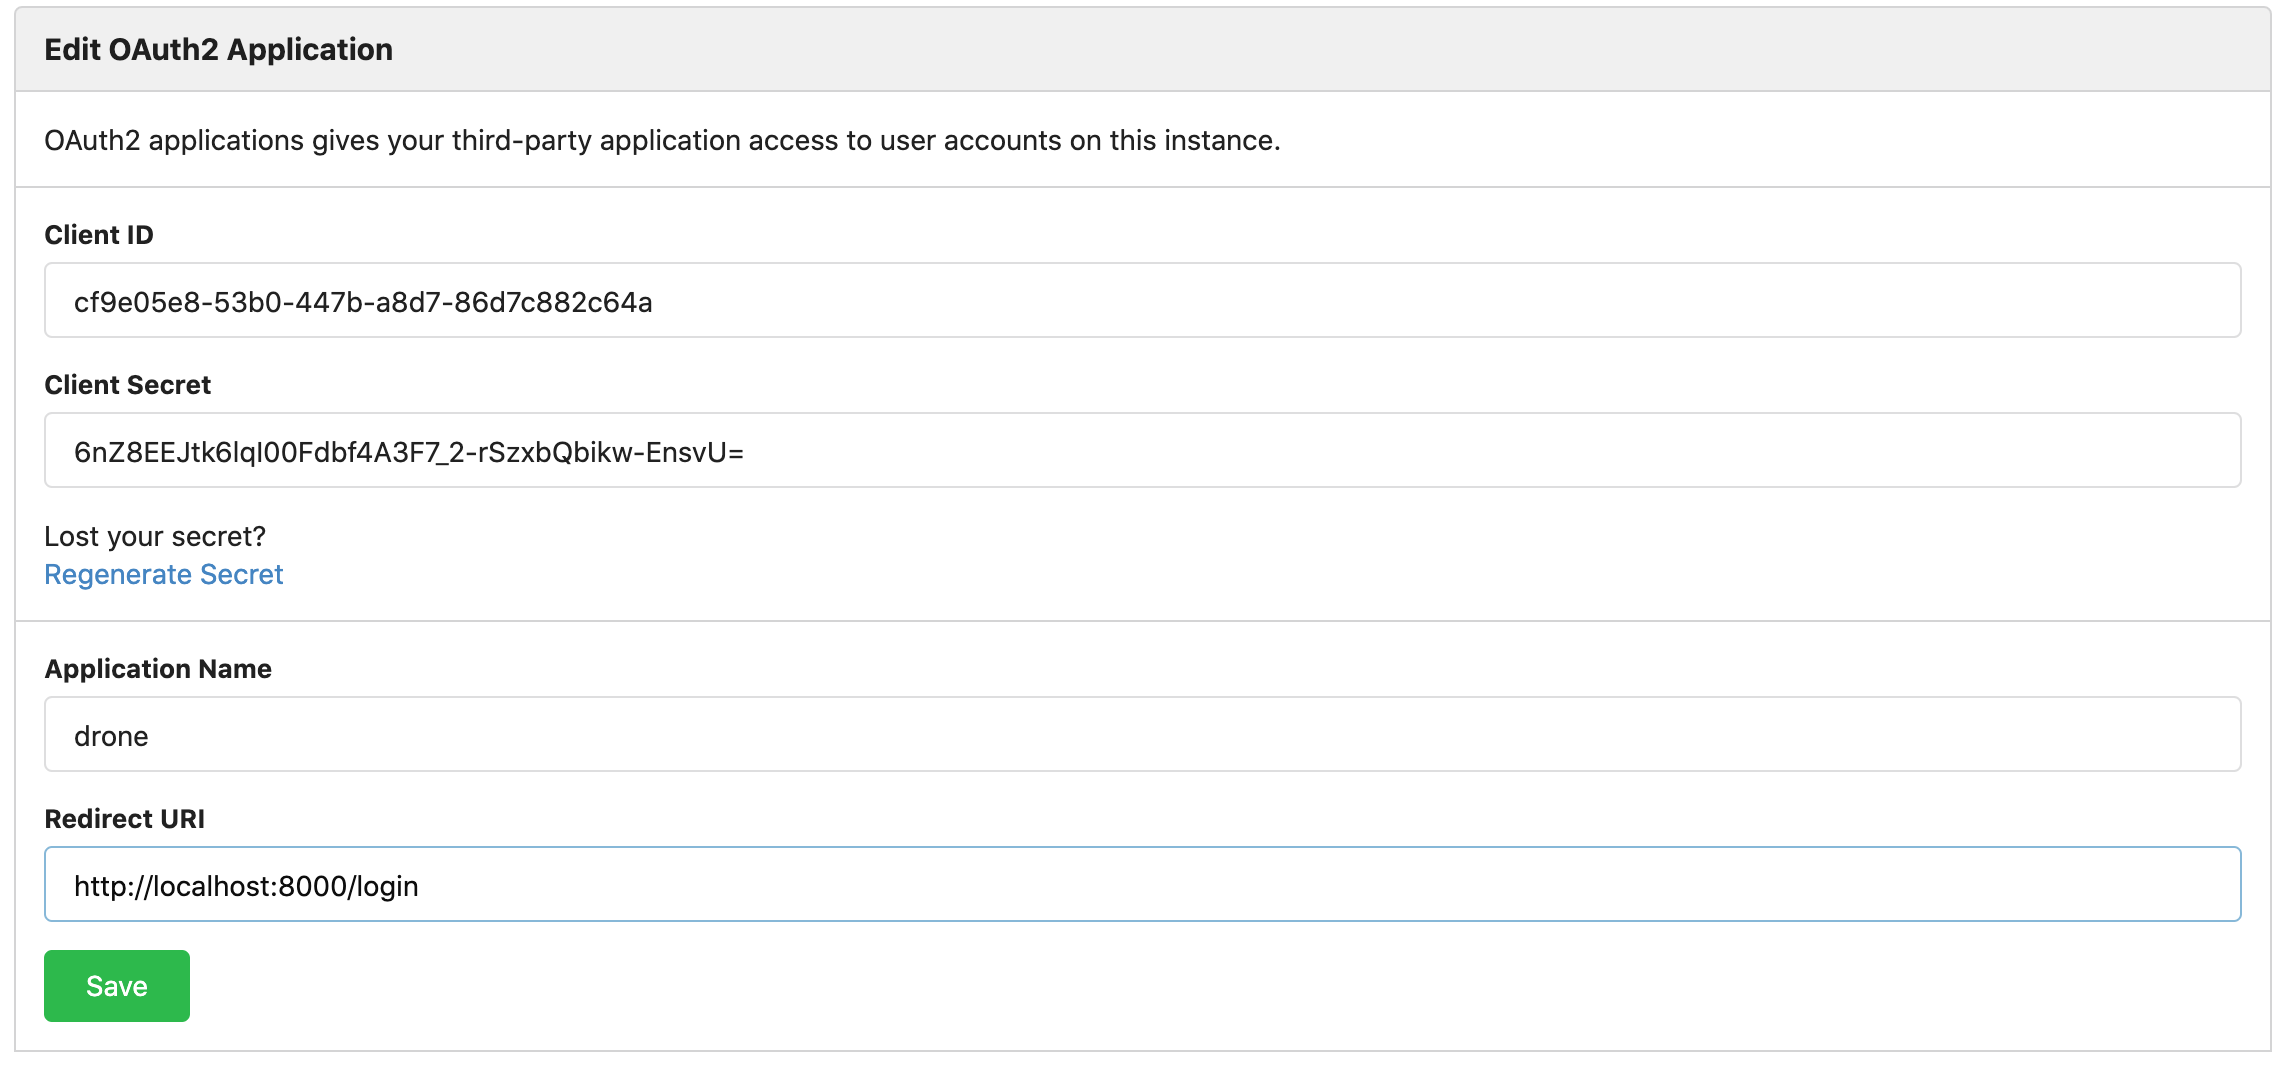 Edit OAuth2 Application
OAuth2 applications gives your third-party application access to user accounts on this instance.
Client ID
cf9e05e8-53b0-447b-a8d7-86d7c882c64a
Client Secret
6nZ8EEJtk6lqI00Fdbf4A3F7_2-rSzxbQbikw-EnsvU=
Lost your secret?
Regenerate Secret
Application Name
drone
Redirect URI
http://localhost:8000/login
Save